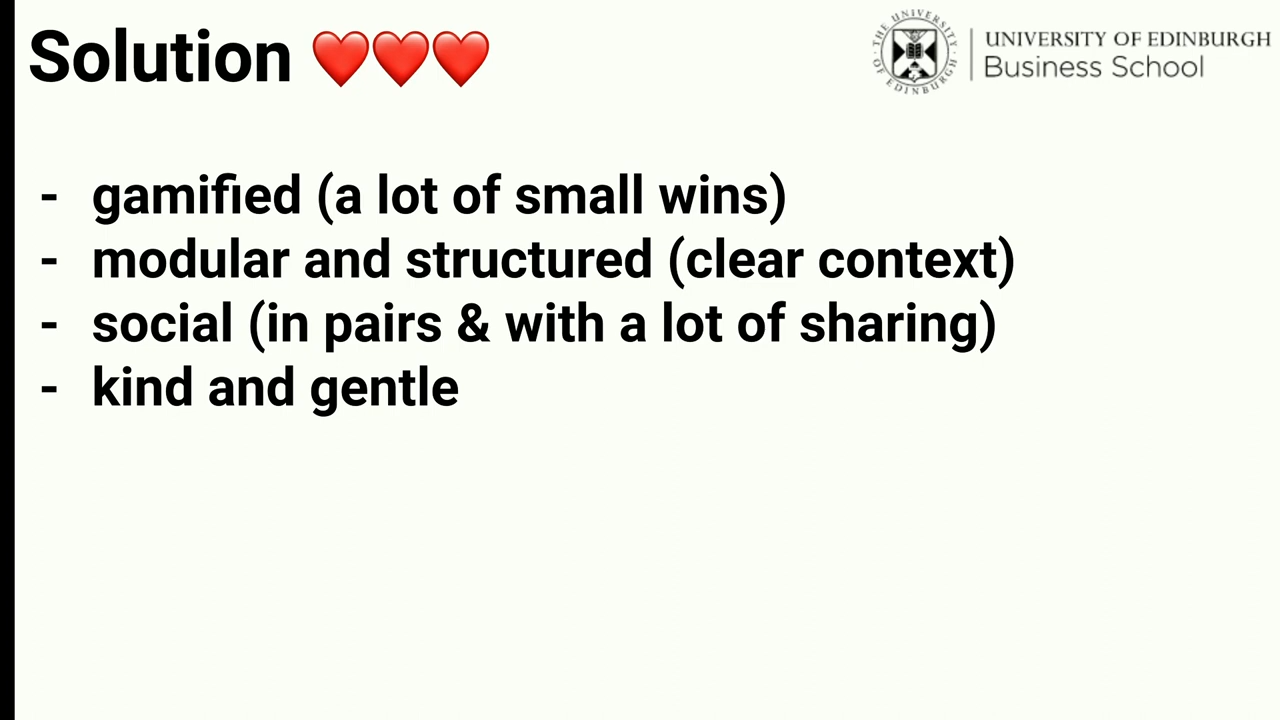 Solution ❤️❤️❤️
THE UNIVERSITY OF EDINBURGH
UNIVERSITY OF EDINBURGH
Business School
- gamified (a lot of small wins)
- modular and structured (clear context)
- social (in pairs & with a lot of sharing)
- kind and gentle